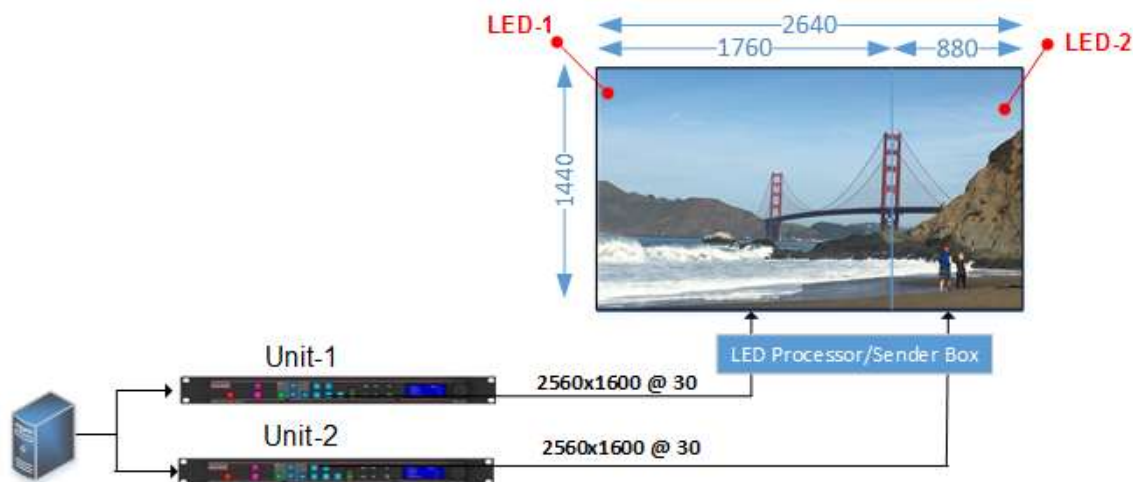 LED-1
2640
LED-2
1760
880
1440
LED Processor/Sender Box
Unit-1
2560x1600 @ 30
Unit-2
2560x1600 @ 30